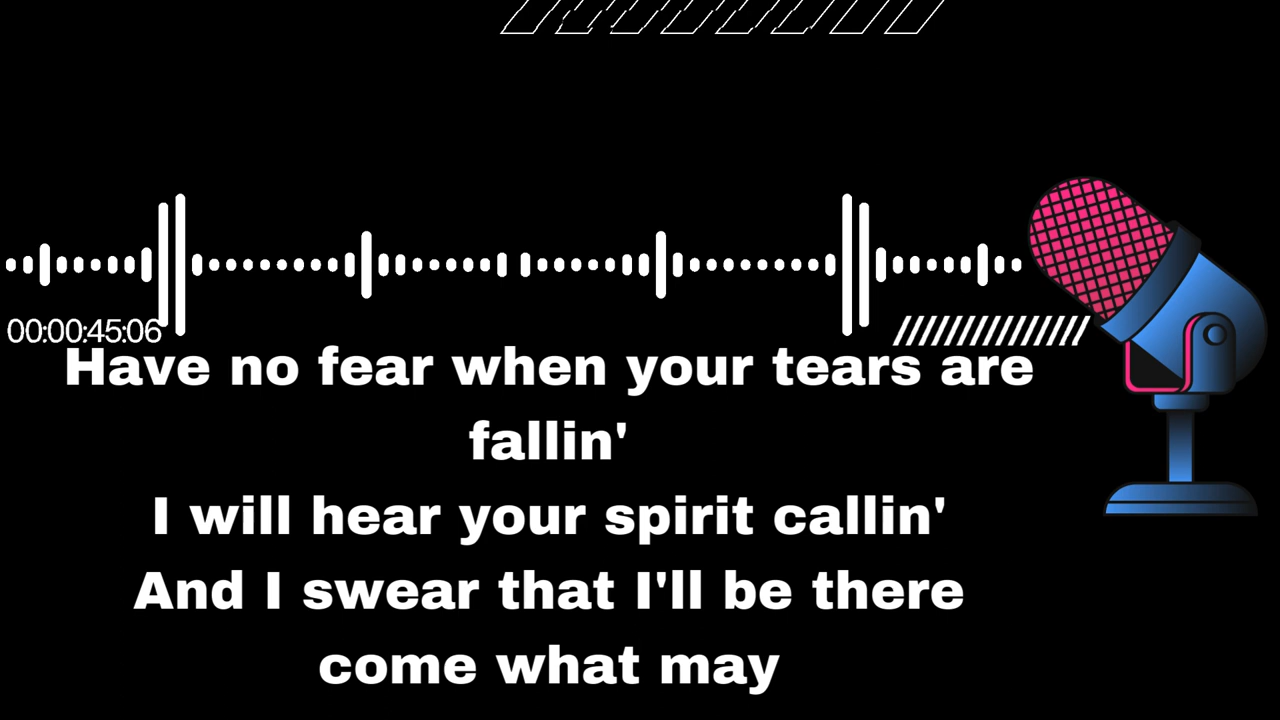 00:00:45:06
Have no fear when your tears are
fallin'
I will hear your spirit callin'
And I swear that I'll be there
come what may